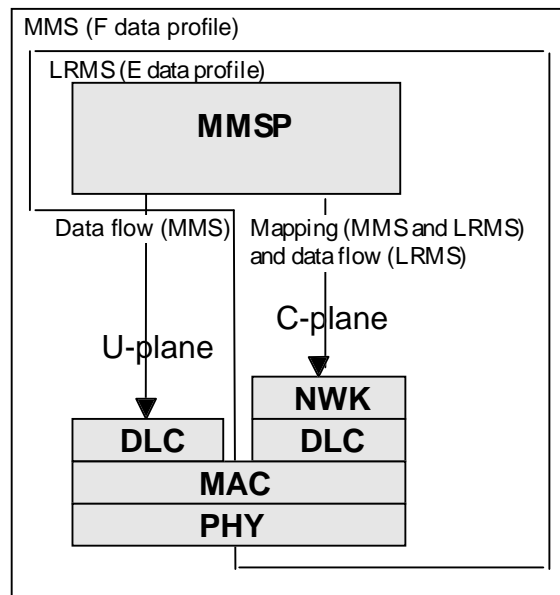 MMS (F data profile)
LRMS (E data profile)
MMSP
Data flow (MMS)
Mapping (MMS and LRMS)
and data flow (LRMS)
C-plane
U-plane
NWK
DLC
DLC
MAC
PHY